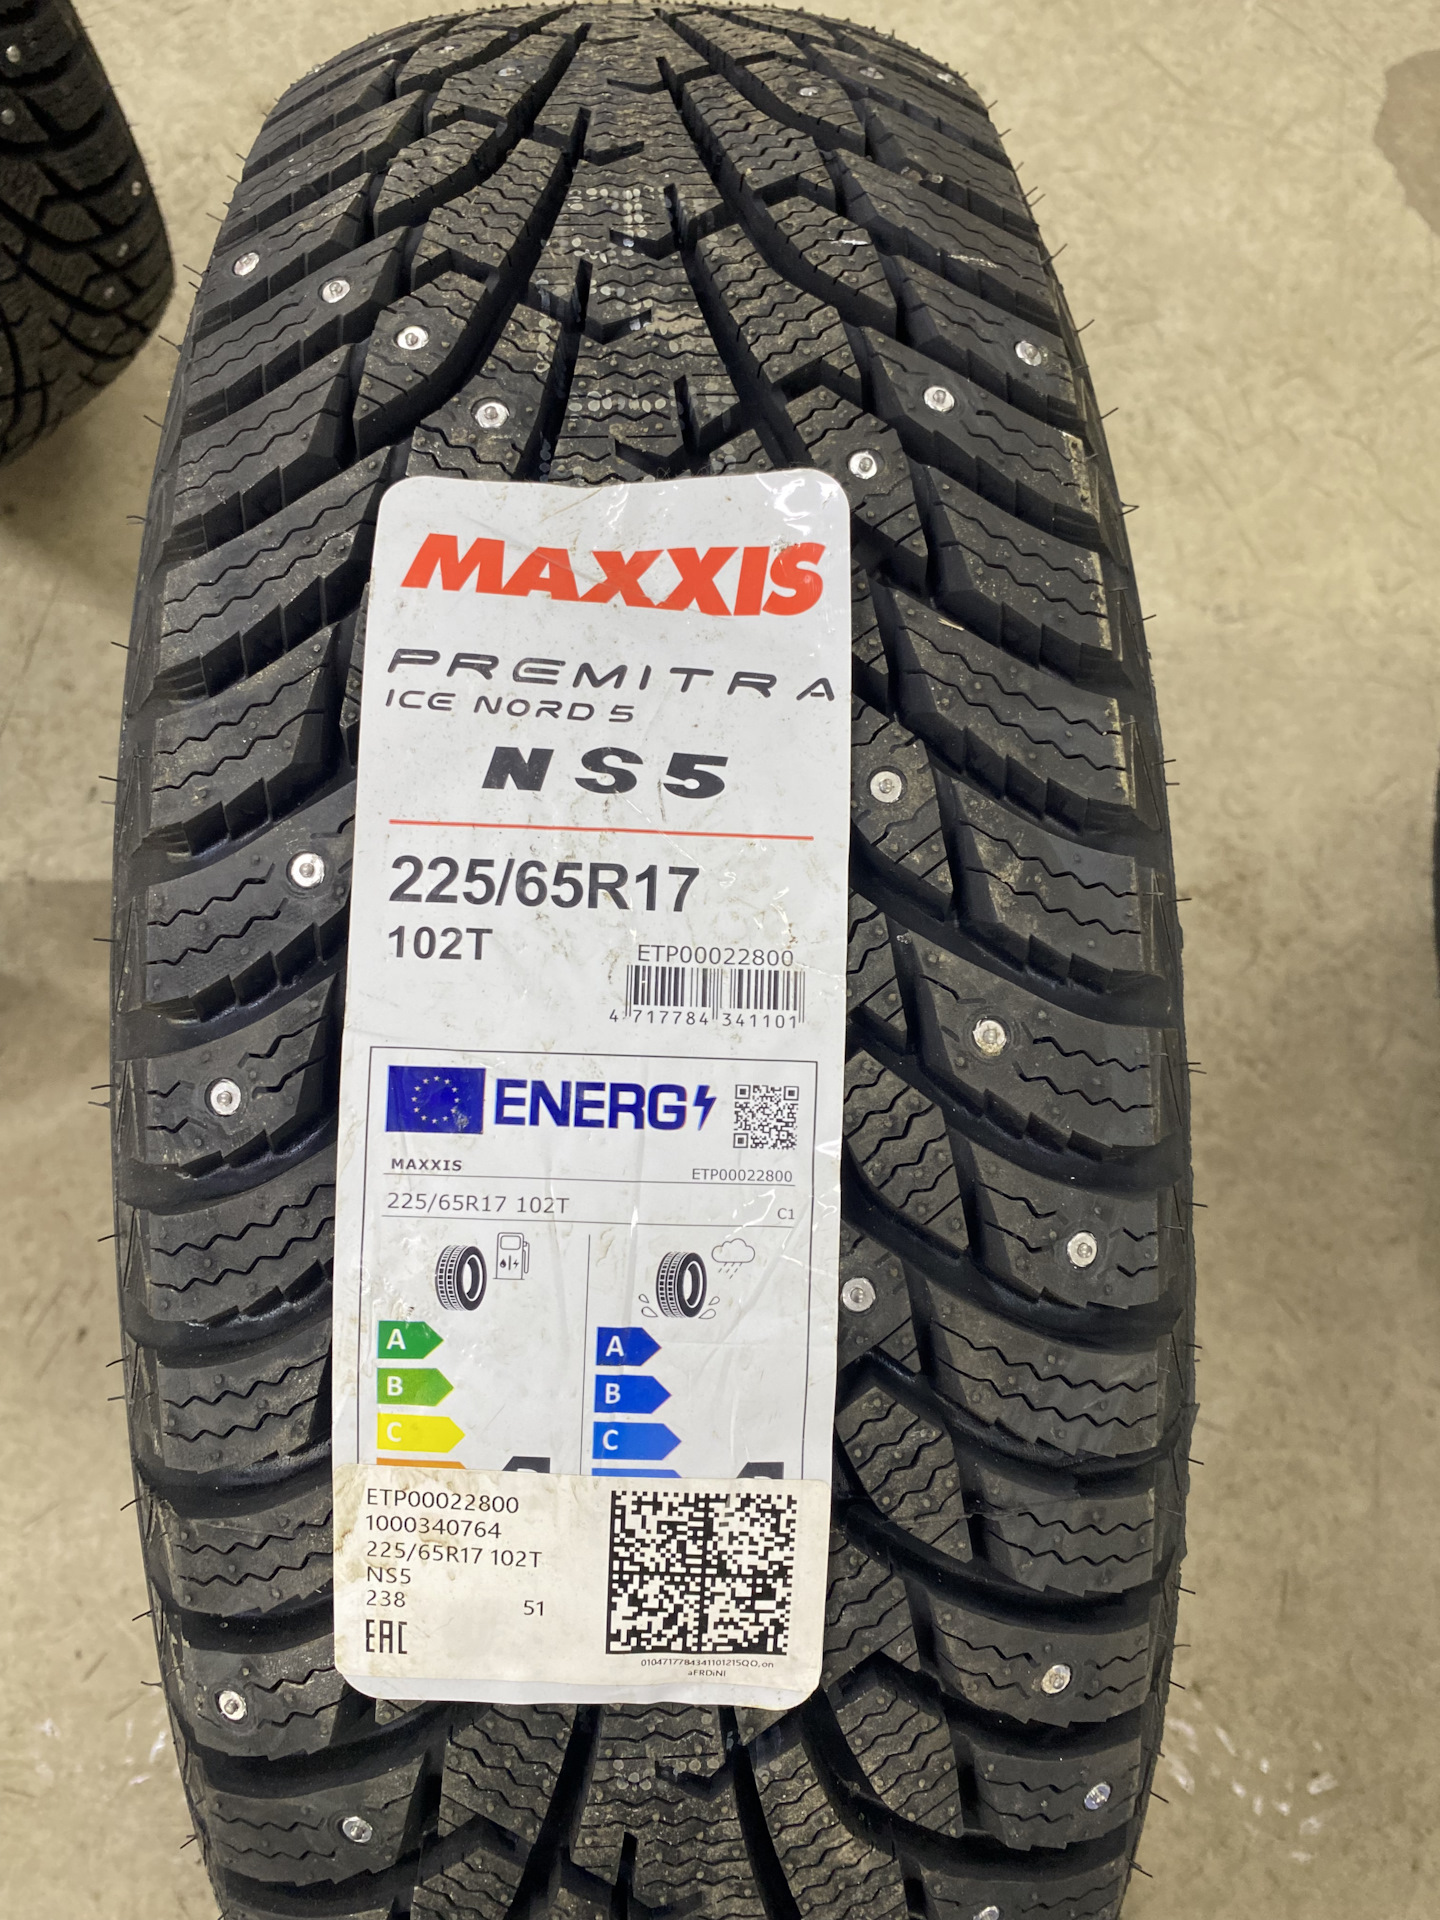 MAXXIS
PREMITRA
ICE NORD 5
NS5
225/65R17
102T
ETP00022800
4 717784 341101
ENERG
MAXXIS
ETP00022800
225/65R17 102T
C1
A
A
B
B
C
C
ETP00022800
1000340764
225/65R17 102T
NS5
238 51
EAC